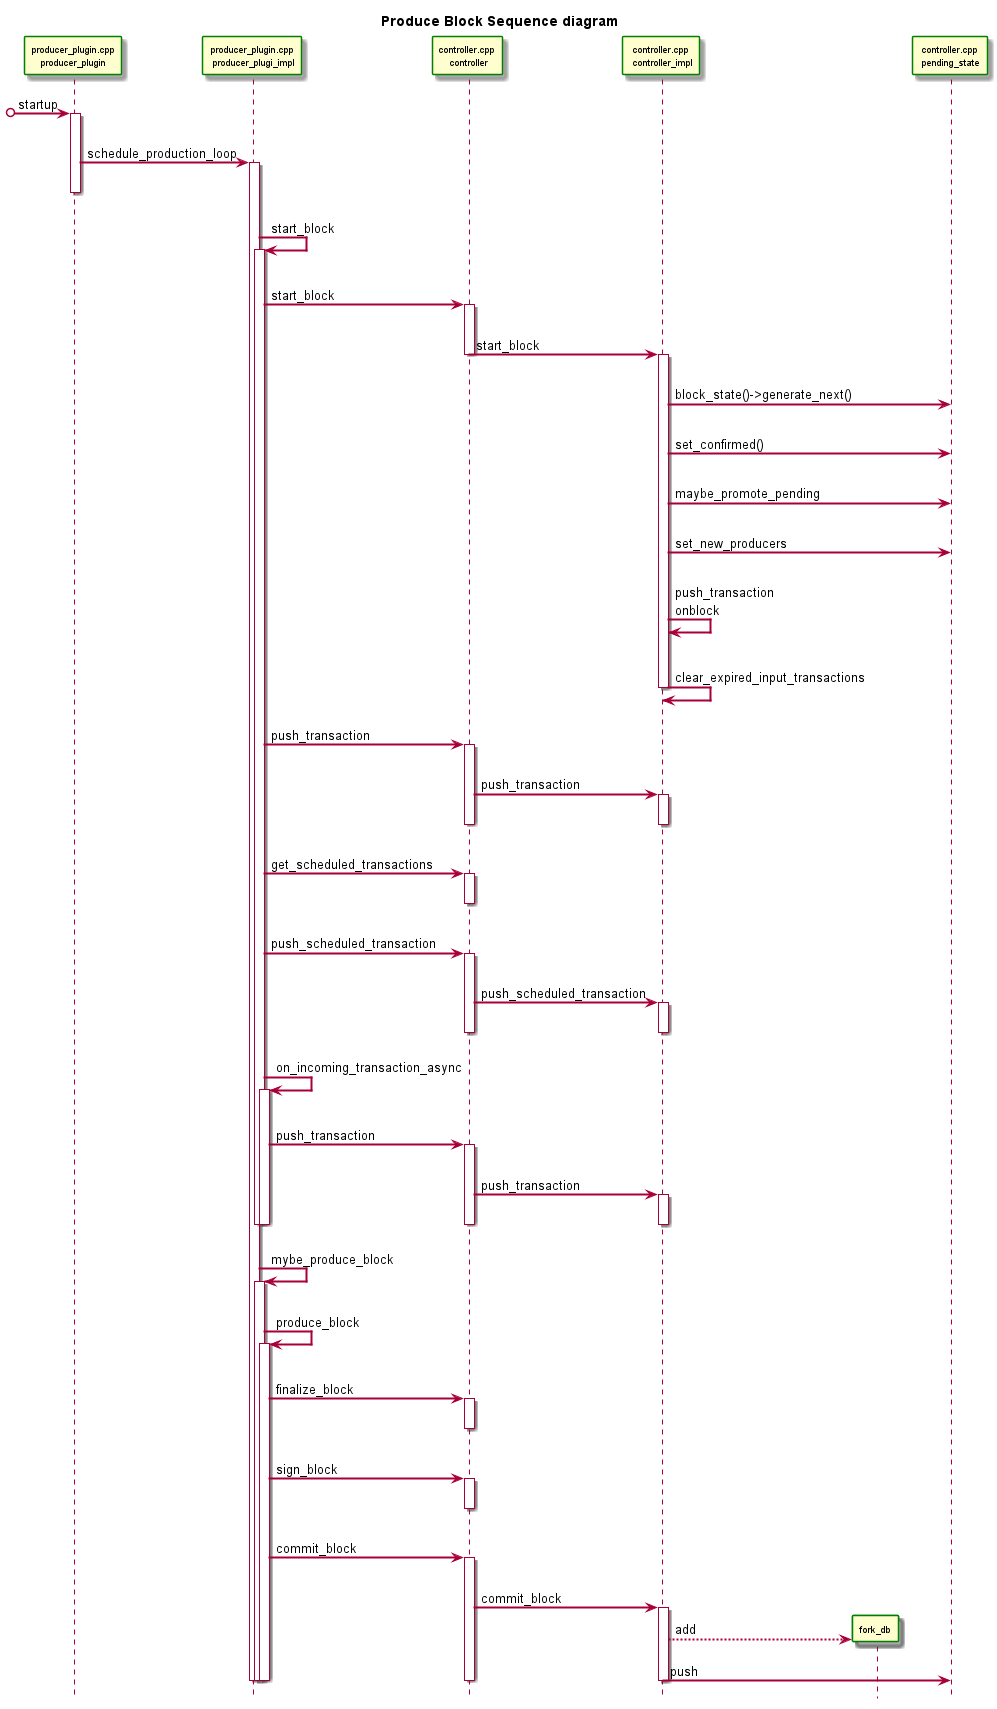 Produce Block Sequence diagram
producer_plugin.cpp
producer_plugin
producer_plugin.cpp
producer_plugi_impl
controller.cpp
controller
controller.cpp
controller_impl
controller.cpp
pending_state
startup
schedule_production_loop
start_block
start_block
start_block
block_state()->generate_next()
set_confirmed()
maybe_promote_pending
set_new_producers
push_transaction
onblock
clear_expired_input_transactions
push_transaction
push_transaction
get_scheduled_transactions
push_scheduled_transaction
push_scheduled_transaction
on_incoming_transaction_async
push_transaction
push_transaction
mybe_produce_block
produce_block
finalize_block
sign_block
commit_block
commit_block
add
fork_db
push